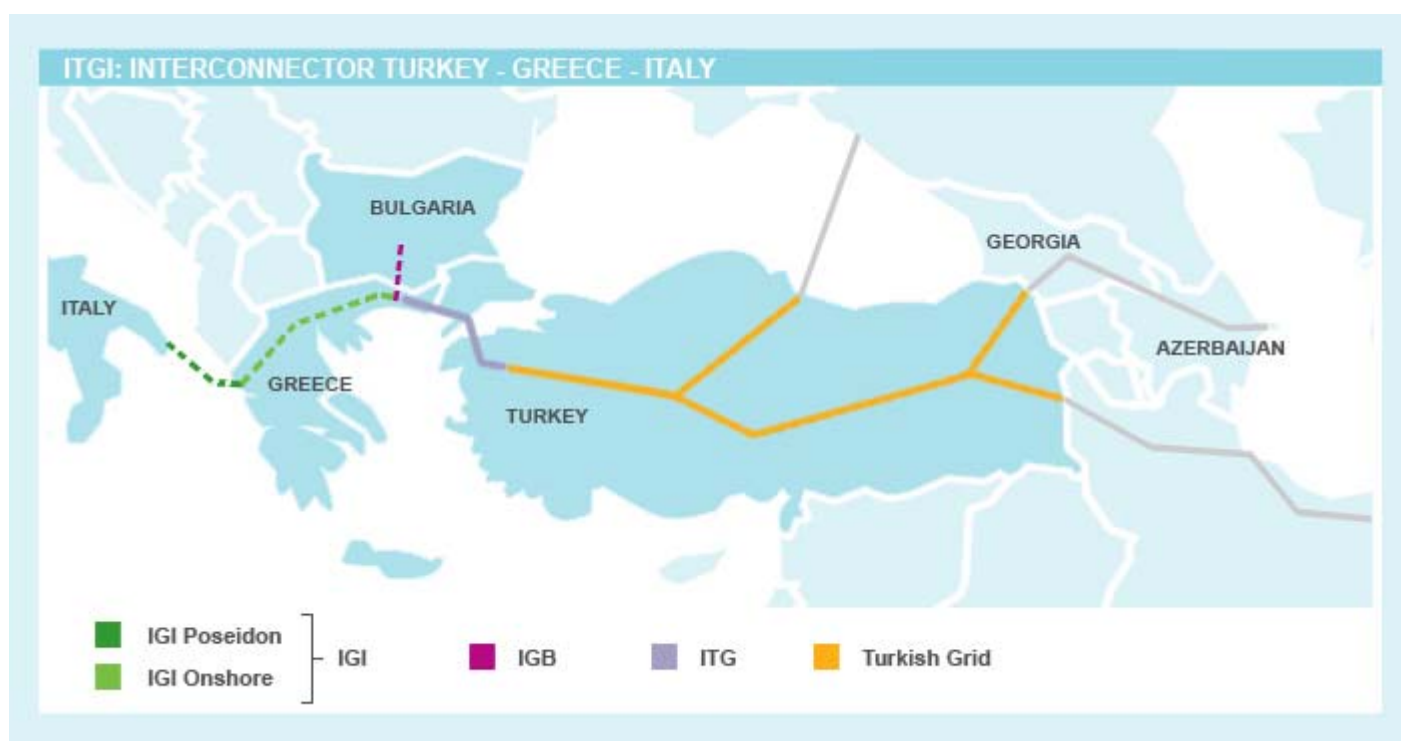 ITGI: INTERCONNECTOR TURKEY - GREECE - ITALY
BULGARIA
GEORGIA
ITALY
AZERBAIJAN
GREECE
TURKEY
IGI Poseidon
IGI Onshore
IGI
IGB
ITG
Turkish Grid